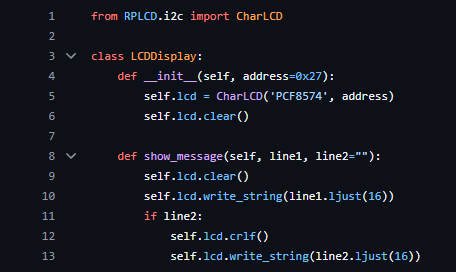 1 from RPLCD.i2c import CharLCD
2
3 class LCDDisplay:
4     def __init__(self, address=0x27):
5         self.lcd = CharLCD('PCF8574', address)
6         self.lcd.clear()
7
8     def show_message(self, line1, line2=""):
9         self.lcd.clear()
10         self.lcd.write_string(line1.ljust(16))
11         if line2:
12             self.lcd.crlf()
13             self.lcd.write_string(line2.ljust(16))